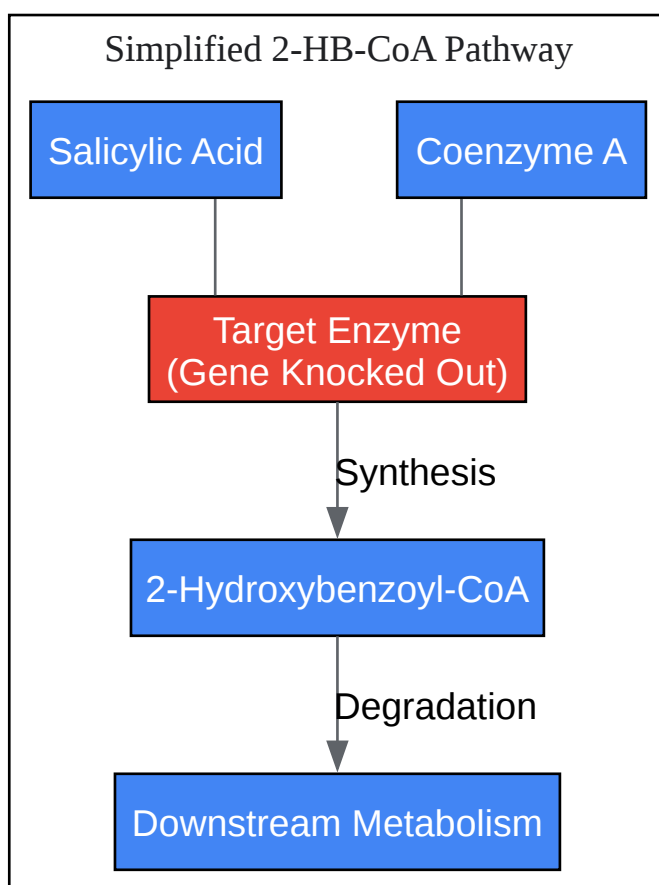 Simplified 2-HB-CoA Pathway
Salicylic Acid
Coenzyme A
Target Enzyme
(Gene Knocked Out)
Synthesis
2-Hydroxybenzoyl-CoA
Degradation
Downstream Metabolism